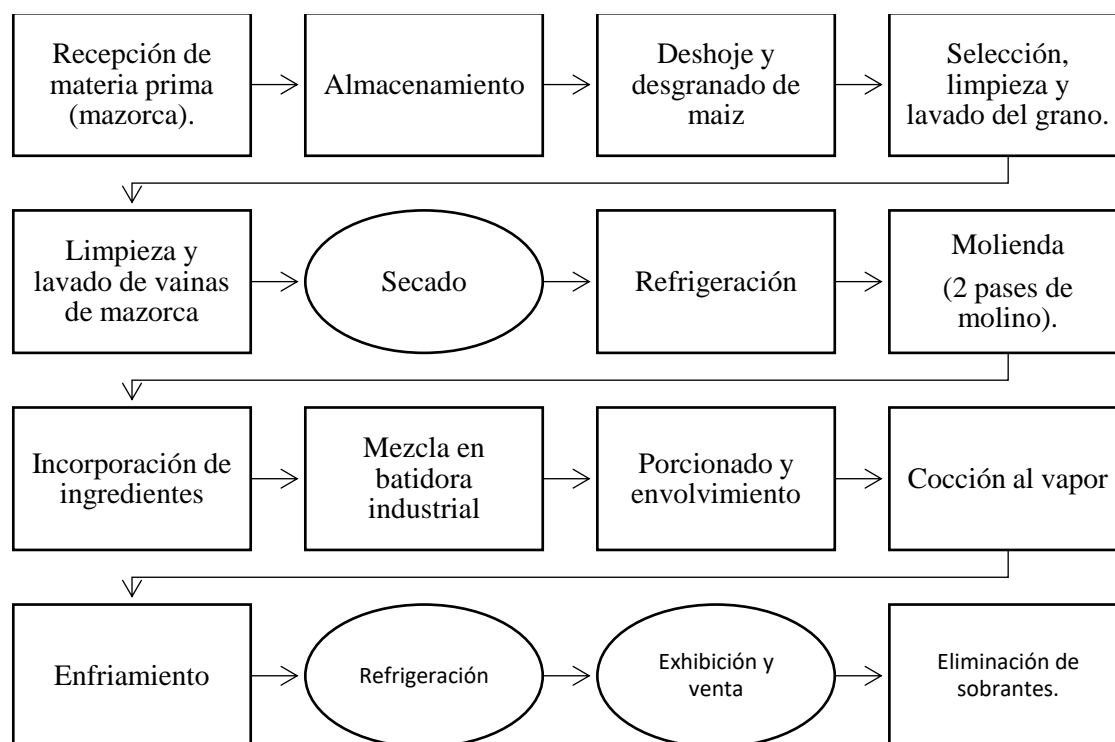 Recepción de
materia prima
(mazorca).
Almacenamiento
Deshoje y
desgranado de
maiz
Selección,
limpieza y
lavado del grano.
Limpieza y
lavado de vainas
de mazorca
Secado
Refrigeración
Molienda
(2 pases de
molino).
Incorporación de
ingredientes
Mezcla en
batidora
industrial
Porcionado y
envolvimiento
Cocción al vapor
Enfriamiento
Refrigeración
Exhibición y
venta
Eliminación de
sobrantes.